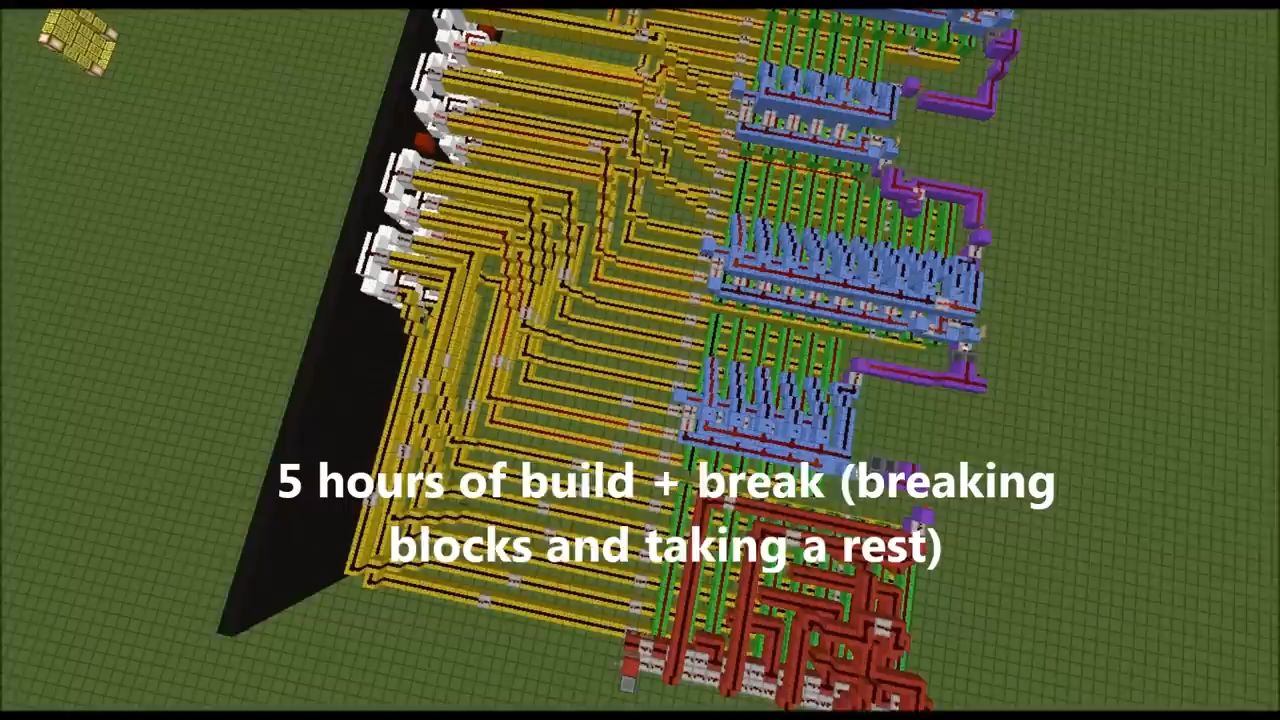 5 hours of build + break (breaking
blocks and taking a rest)